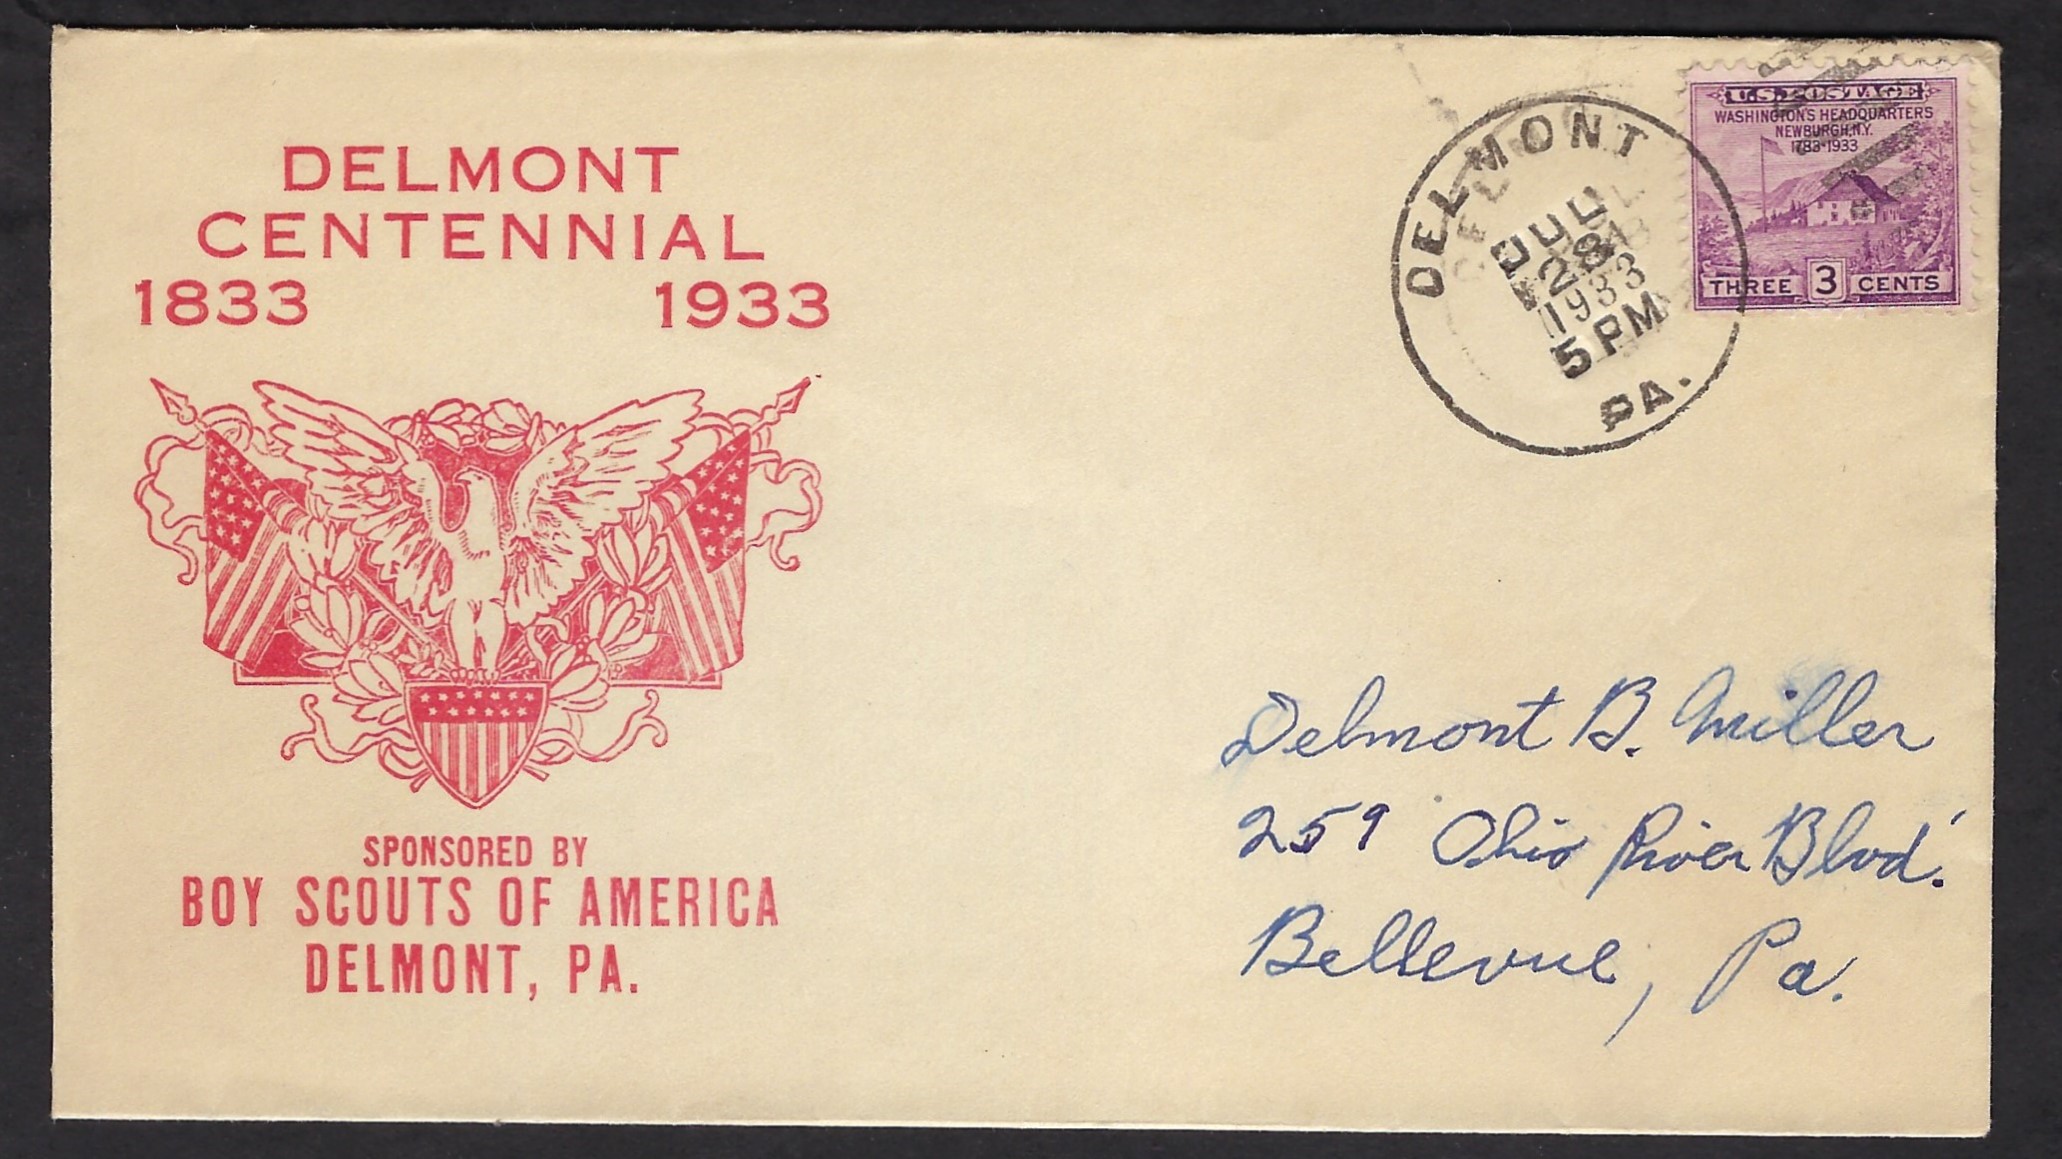 DELMONT
CENTENNIAL
1833 1933
SPONSORED BY
BOY SCOUTS OF AMERICA
DELMONT, PA.
DELMONT
28
1933
5 PM
PA.
U.S. POSTAGE
WASHINGTON'S HEADQUARTERS
NEWBURGH, N.Y.
1783-1933
THREE 3 CENTS
Delmont B. Miller
259 Ohio River Blvd.
Bellevue, Pa.